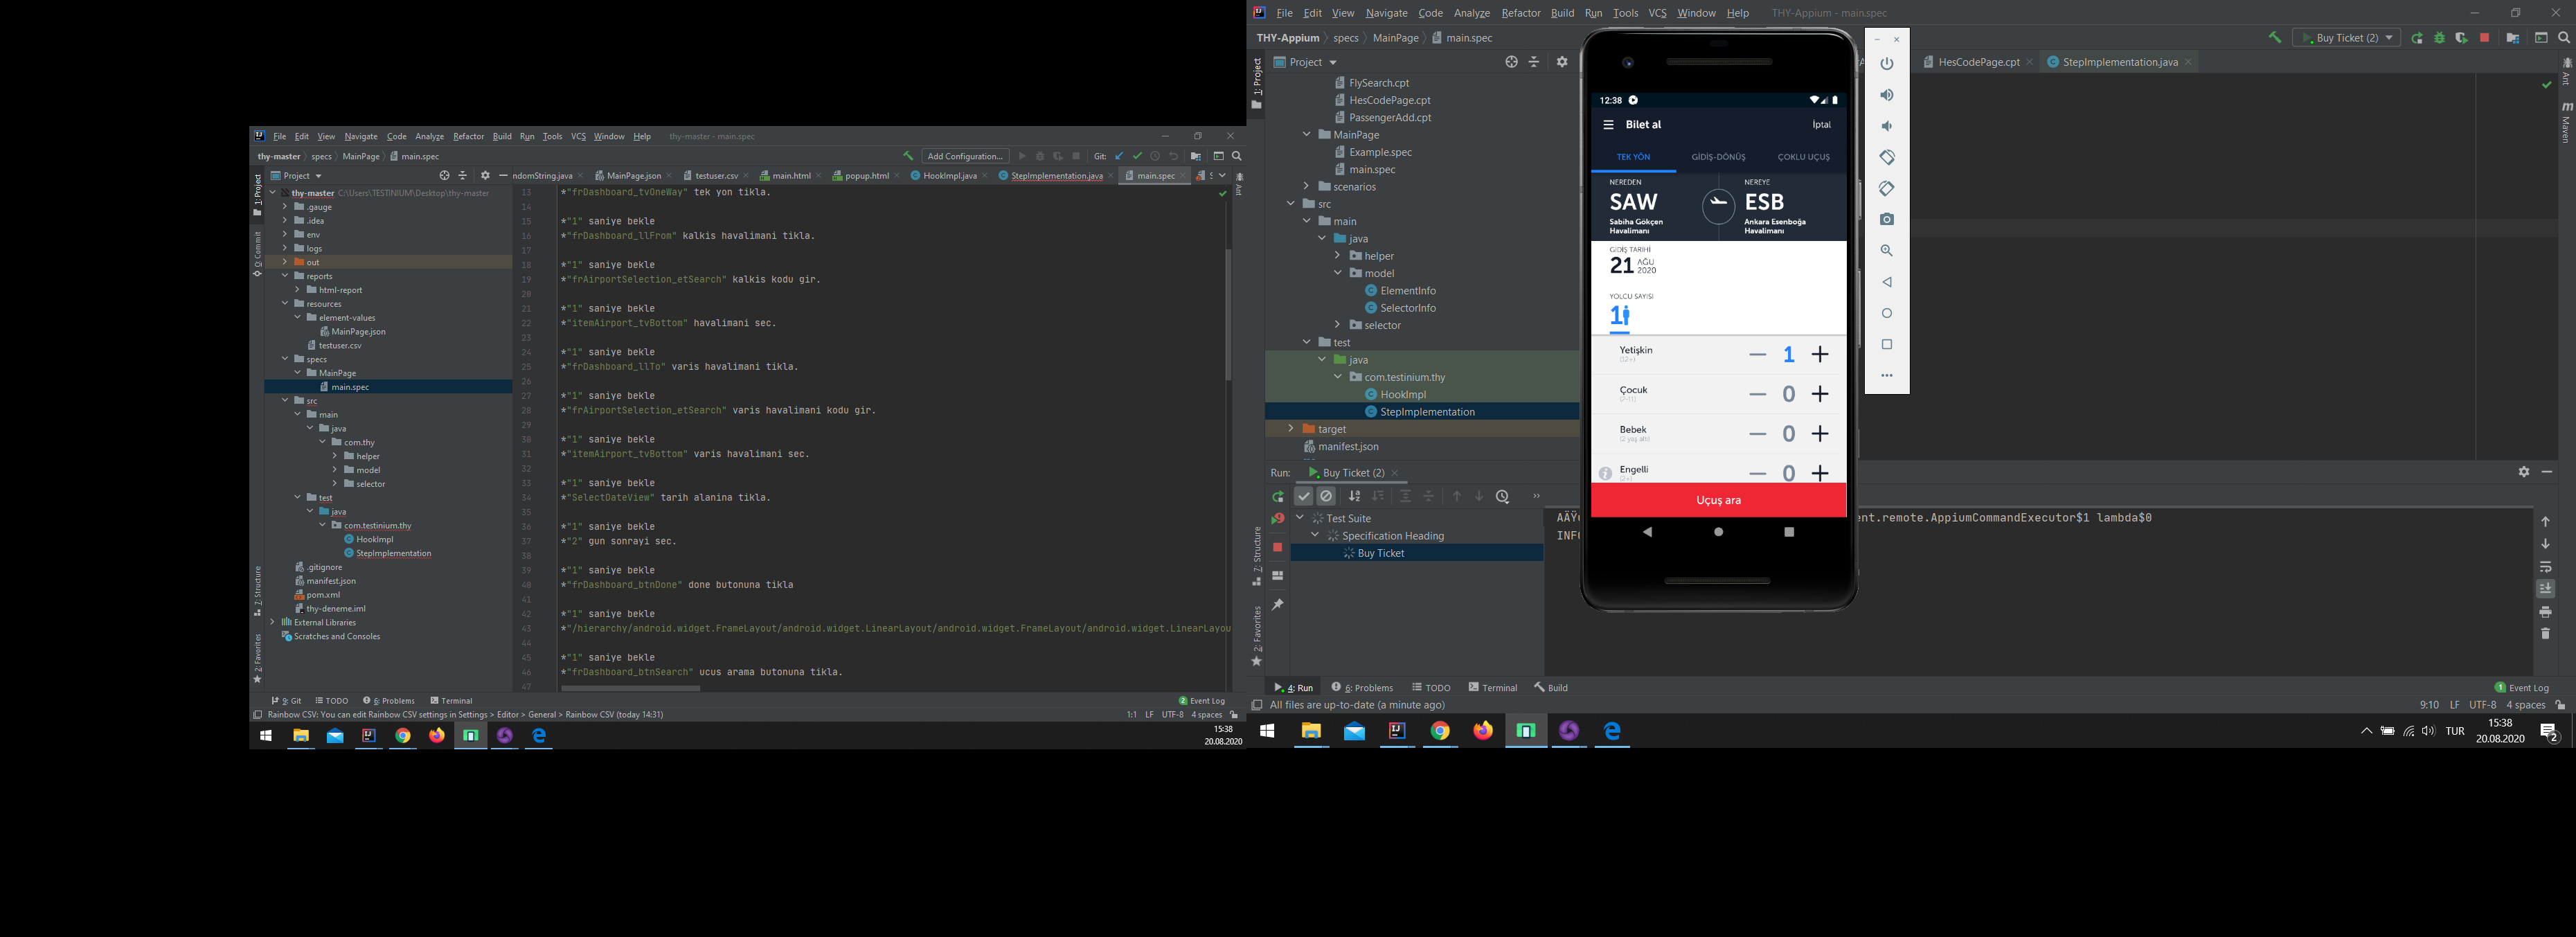 File Edit View Navigate Code Analyze Refactor Build Run Tools VCS Window Help thy-master - main.spec
thy-master specs MainPage main.spec
Add Configuration... Git:
Project
ndomString.java MainPage.json testuser.csv main.html popup.html HookImpl.java StepImplementation.java main.spec
thy-master C:\Users\TESTINIUM\Desktop\thy-master
.gauge
.idea
env
logs
out
reports
html-report
resources
element-values
MainPage.json
testuser.csv
specs
MainPage
main.spec
src
main
java
com.thy
helper
model
selector
test
java
com.testinium.thy
HookImpl
StepImplementation
.gitignore
manifest.json
pom.xml
thy-deneme.iml
External Libraries
Scratches and Consoles
1: Project
0: Commit
7: Structure
2: Favorites
Ant
13 *"frDashboard_tvOneWay" tek yon tikla.
14
15 *"1" saniye bekle
16 *"frDashboard_llFrom" kalkis havalimani tikla.
17
18 *"1" saniye bekle
19 *"frAirportSelection_etSearch" kalkis kodu gir.
20
21 *"1" saniye bekle
22 *"itemAirport_tvBottom" havalimani sec.
23
24 *"1" saniye bekle
25 *"frDashboard_llTo" varis havalimani tikla.
26
27 *"1" saniye bekle
28 *"frAirportSelection_etSearch" varis havalimani kodu gir.
29
30 *"1" saniye bekle
31 *"itemAirport_tvBottom" varis havalimani sec.
32
33 *"1" saniye bekle
34 *"SelectDateView" tarih alanina tikla.
35
36 *"1" saniye bekle
37 *"2" gun sonrayi sec.
38
39 *"1" saniye bekle
40 *"frDashboard_btnDone" done butonuna tikla
41
42 *"1" saniye bekle
43 *"/hierarchy/android.widget.FrameLayout/android.widget.LinearLayout/android.widget.FrameLayout/android.widget.LinearLayou
44
45 *"1" saniye bekle
46 *"frDashboard_btnSearch" ucus arama butonuna tikla.
47
9: Git TODO 6: Problems Terminal 2 Event Log
Rainbow CSV: You can edit Rainbow CSV settings in Settings > Editor > General > Rainbow CSV (today 14:31)
1:1 LF UTF-8 4 spaces
15:38
20.08.2020
File Edit View Navigate Code Analyze Refactor Build Run Tools VCS Window Help THY-Appium - main.spec
THY-Appium specs MainPage main.spec
Buy Ticket (2)
Project
HesCodePage.cpt StepImplementation.java
FlySearch.cpt
HesCodePage.cpt
PassengerAdd.cpt
MainPage
Example.spec
main.spec
scenarios
src
main
java
helper
model
ElementInfo
SelectorInfo
selector
test
java
com.testinium.thy
HookImpl
StepImplementation
target
manifest.json
1: Project
7: Structure
2: Favorites
Ant
m Maven
12:38
Bilet al İptal
TEK YÖN GİDİŞ-DÖNÜŞ ÇOKLU UÇUŞ
NEREDEN NEREYE
SAW ESB
Sabiha Gökçen Ankara Esenboğa
Havalimanı Havalimanı
GİDİŞ TARİHİ
21 AĞU
2020
YOLCU SAYISI
1
Yetişkin 1
(12+)
Çocuk 0
(2-11)
Bebek 0
(2 yaş altı)
Engelli 0
Uçuş ara
Run: Buy Ticket (2)
Test Suite
Specification Heading
Buy Ticket
ent.remote.AppiumCommandExecutor$1 lambda$0
INF
4: Run 6: Problems TODO Terminal Build 1 Event Log
All files are up-to-date (a minute ago)
9:10 LF UTF-8 4 spaces
TUR
15:38
20.08.2020
2